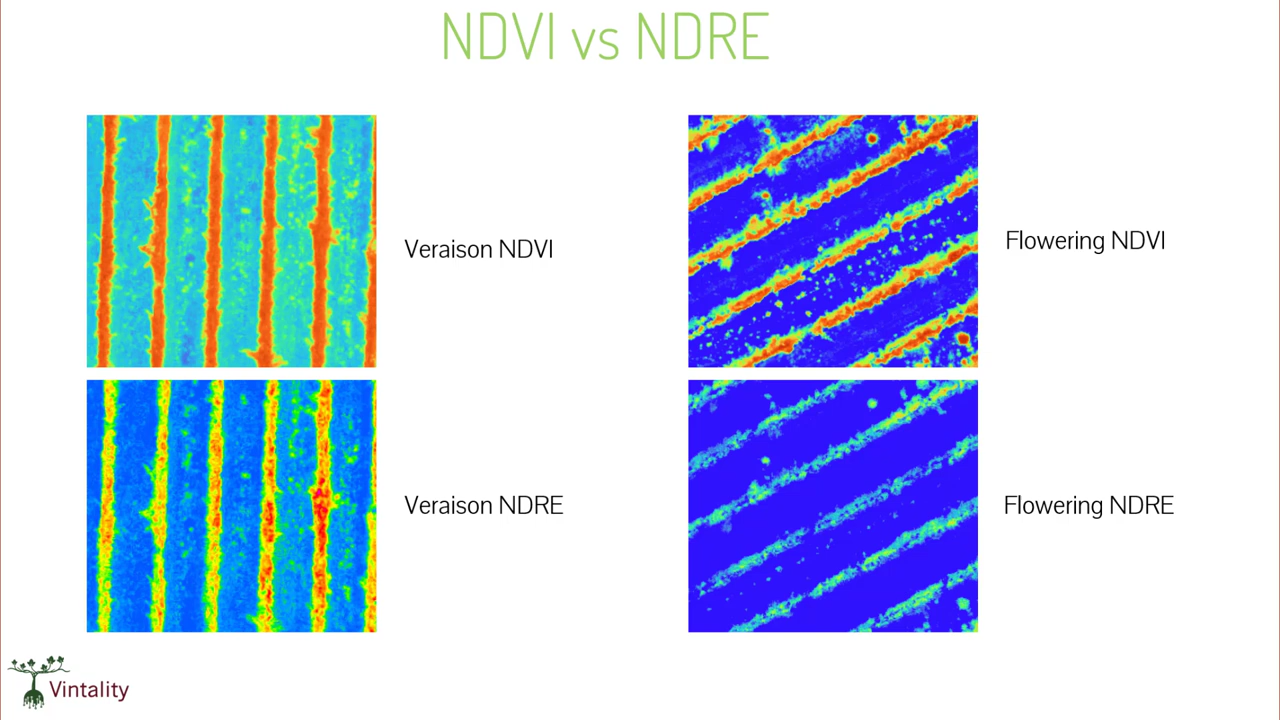 NDVI vs NDRE
Veraison NDVI
Flowering NDVI
Veraison NDRE
Flowering NDRE
Vintality